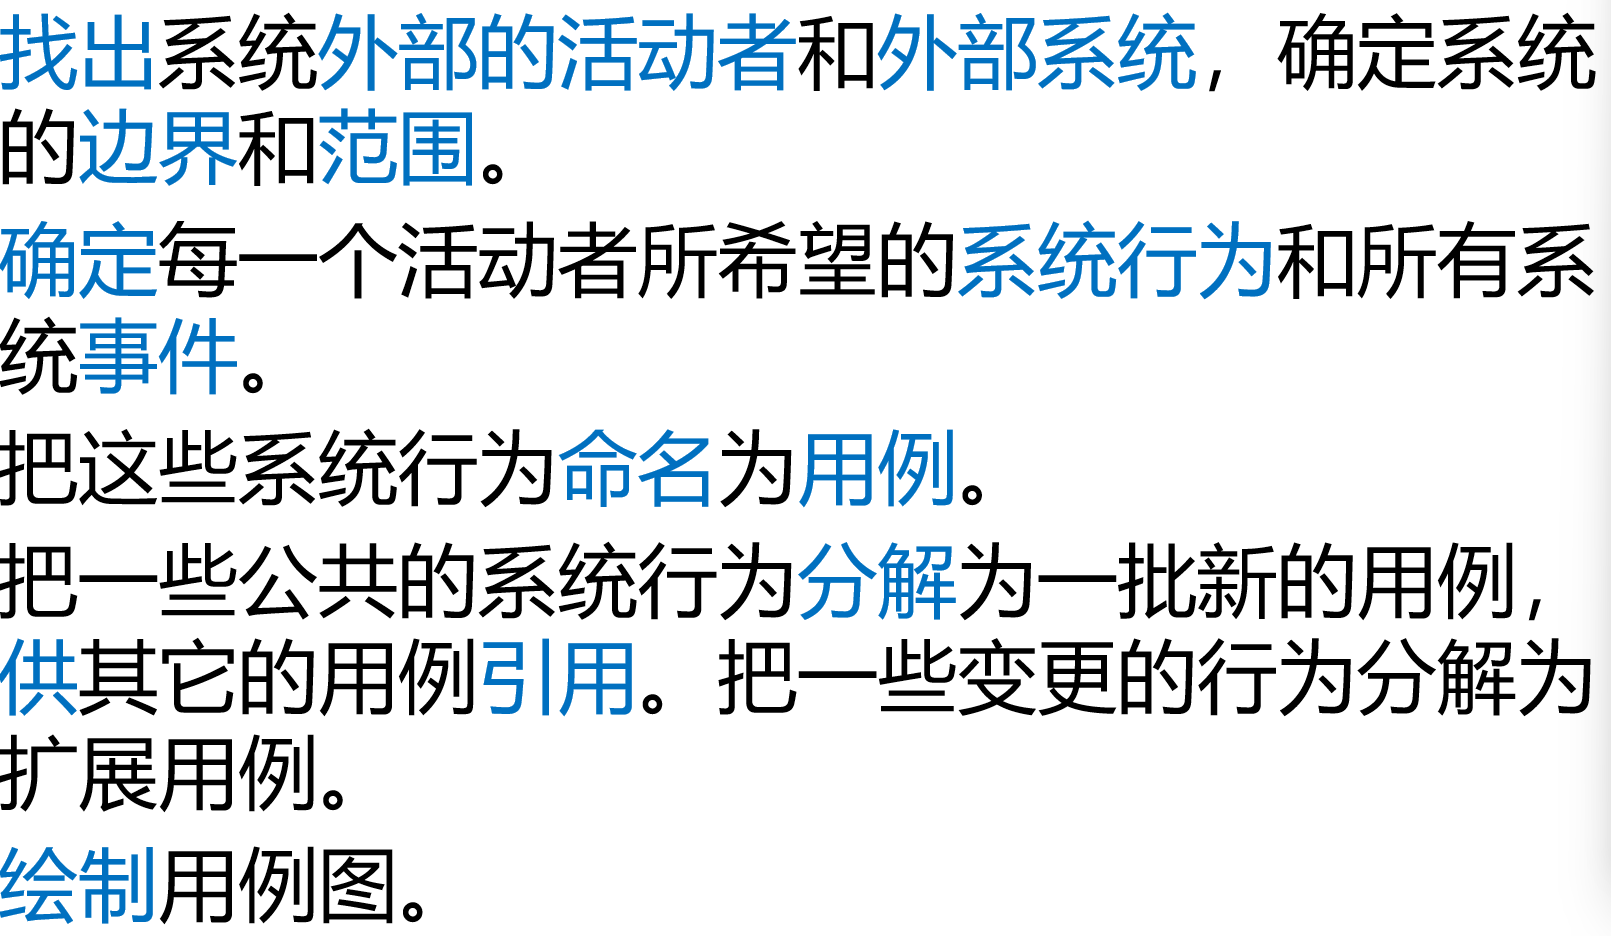 找出系统外部的活动者和外部系统，确定系统
的边界和范围。
确定每一个活动者所希望的系统行为和所有系
统事件。
把这些系统行为命名为用例。
把一些公共的系统行为分解为一批新的用例，
供其它的用例引用。把一些变更的行为分解为
扩展用例。
绘制用例图。